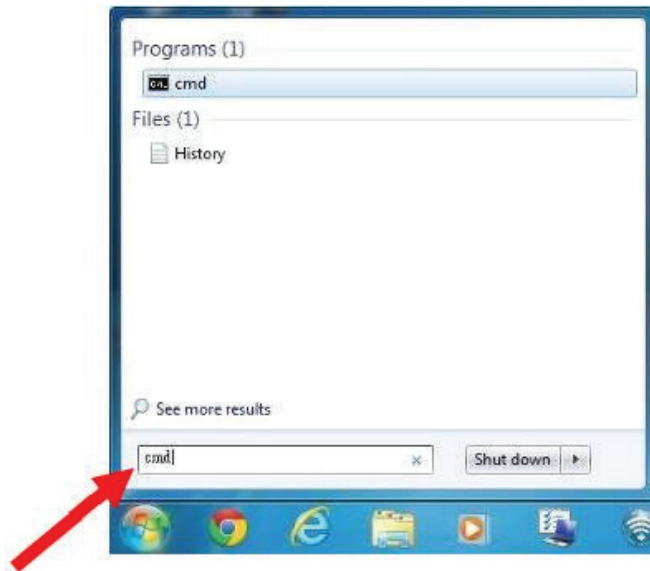 Programs (1)
cmd
Files (1)
History
See more results
cmd
Shut down